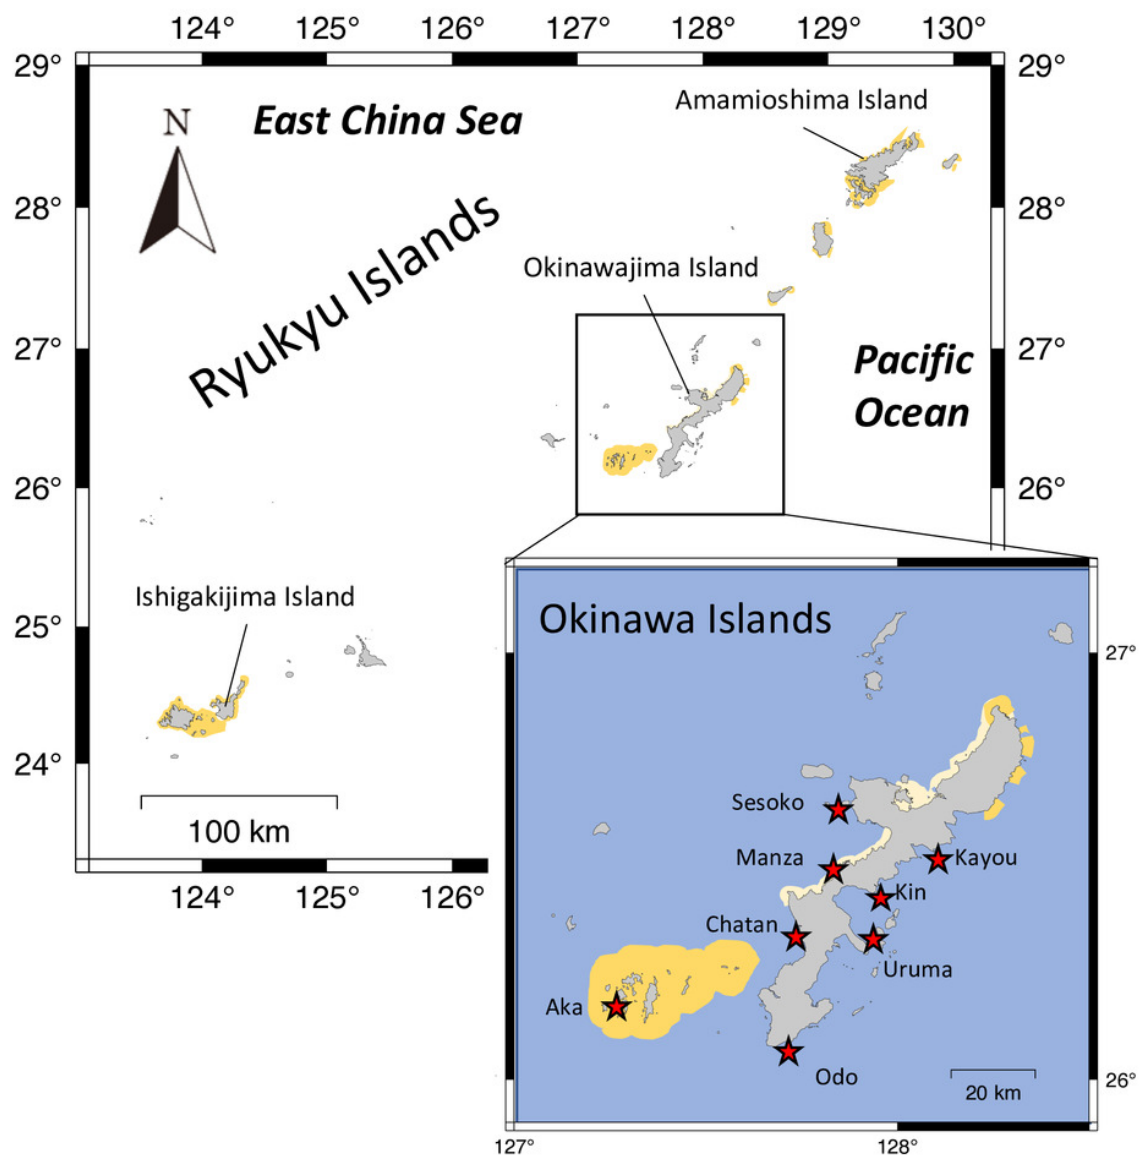 124° 125° 126° 127° 128° 129° 130°
29° 29°
N
East China Sea
Amamioshima Island
28° 28°
Ryukyu Islands
Okinawajima Island
27° 27°
Pacific
Ocean
26° 26°
Ishigakijima Island
25°
24°
100 km
124° 125° 126°
Okinawa Islands
27°
Sesoko
Manza
Kayou
Kin
Chatan
Uruma
Aka
Odo
20 km
26°
127° 128°